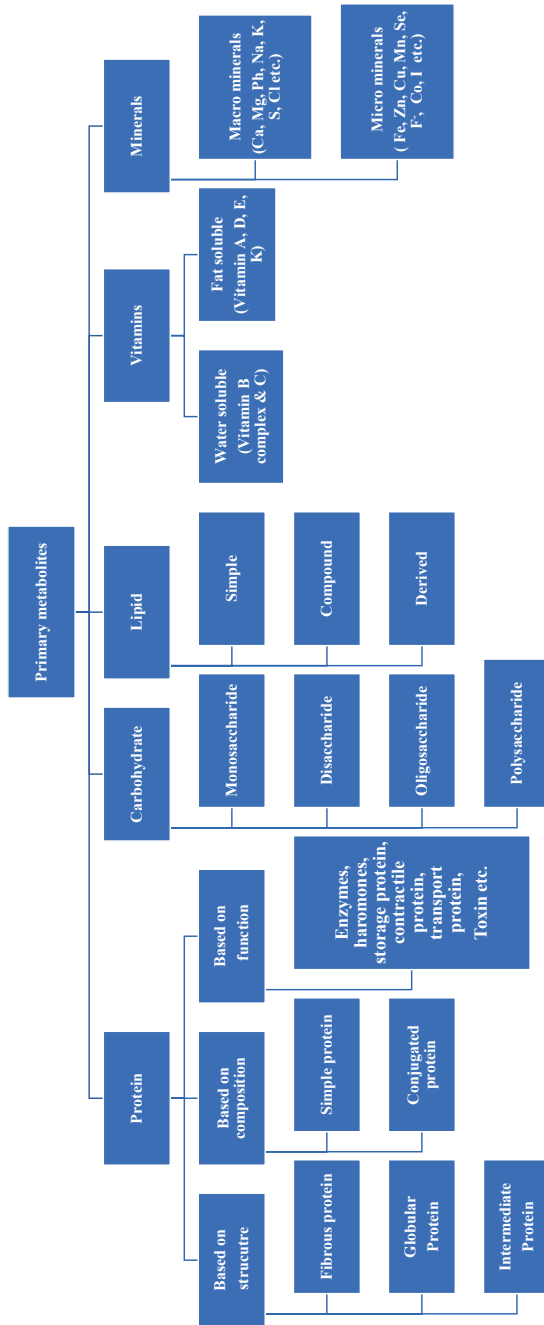 Primary metabolites
Protein
Carbohydrate
Lipid
Vitamins
Minerals
Based on
strucutre
Fibrous protein
Globular
Protein
Intermediate
Protein
Based on
composition
Simple protein
Conjugated
protein
Based on
function
Enzymes,
haromones,
storage protein,
contractile
protein,
transport
protein,
Toxin etc.
Monosaccharide
Disaccharide
Oligosaccharide
Polysaccharide
Simple
Compound
Derived
Water soluble
(Vitamin B
complex & C)
Fat soluble
(Vitamin A, D, E,
K)
Macro minerals
(Ca, Mg, Ph, Na, K,
S, Cl etc.)
Micro minerals
( Fe, Zn, Cu, Mn, Se,
F, Co, I etc.)